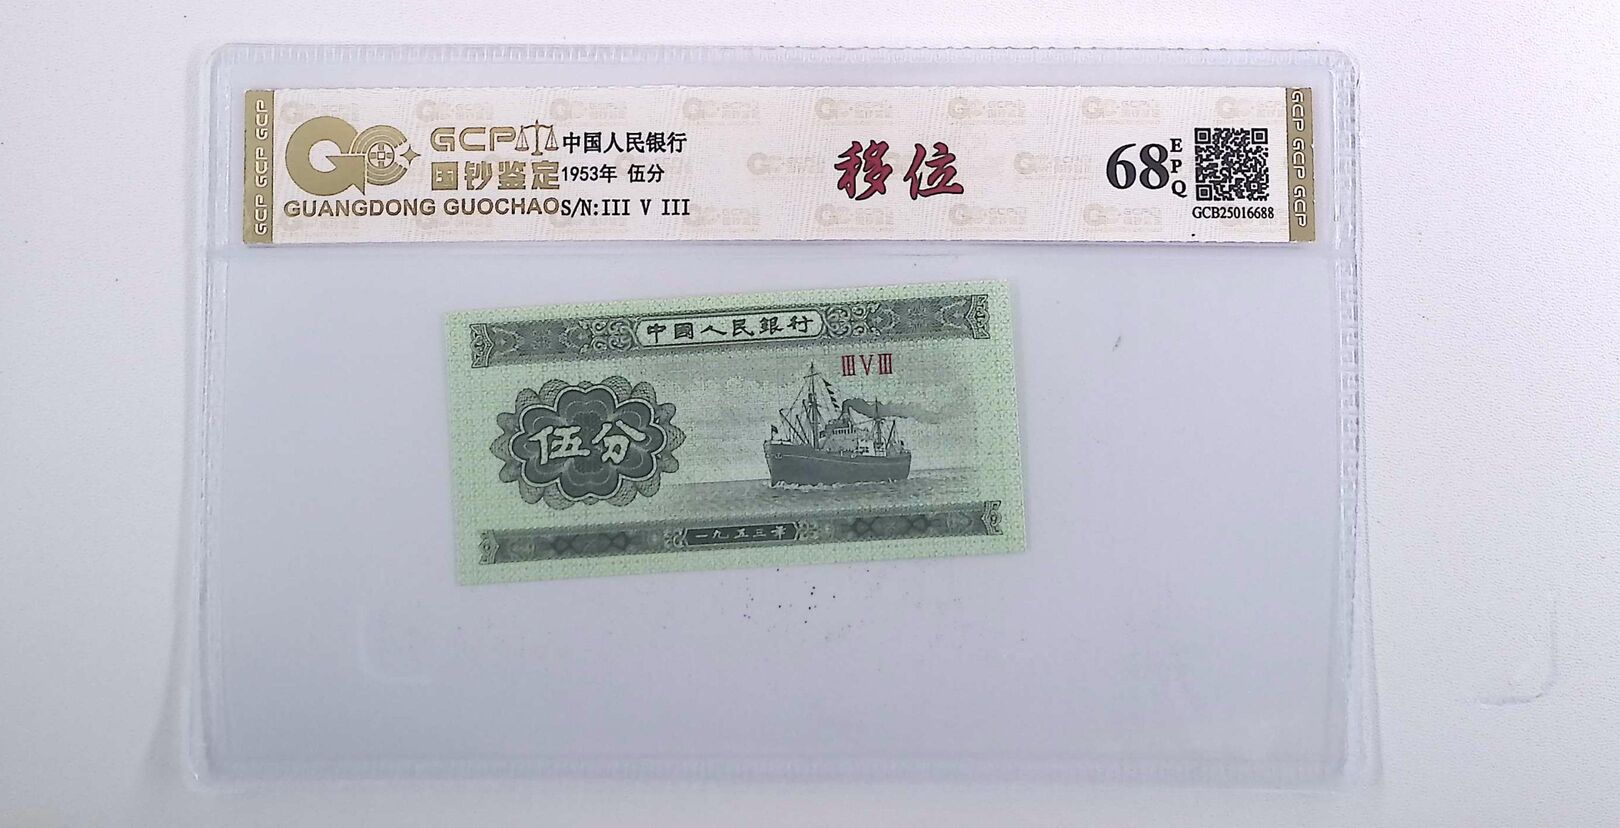 GCP GCP GCP
GCP
国钞鉴定
GUANGDONG GUOCHAO
中国人民银行
1953年 伍分
S/N:III V III
移位
68 EPQ
GCB25016688
GCP GCP GCP
中國人民銀行
III V III
伍分
一九五三年